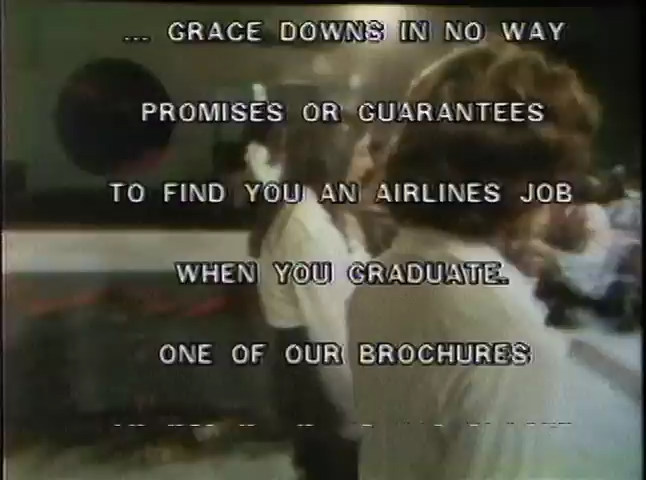 ... GRACE DOWNS IN NO WAY
PROMISES OR GUARANTEES
TO FIND YOU AN AIRLINES JOB
WHEN YOU GRADUATE.
ONE OF OUR BROCHURES